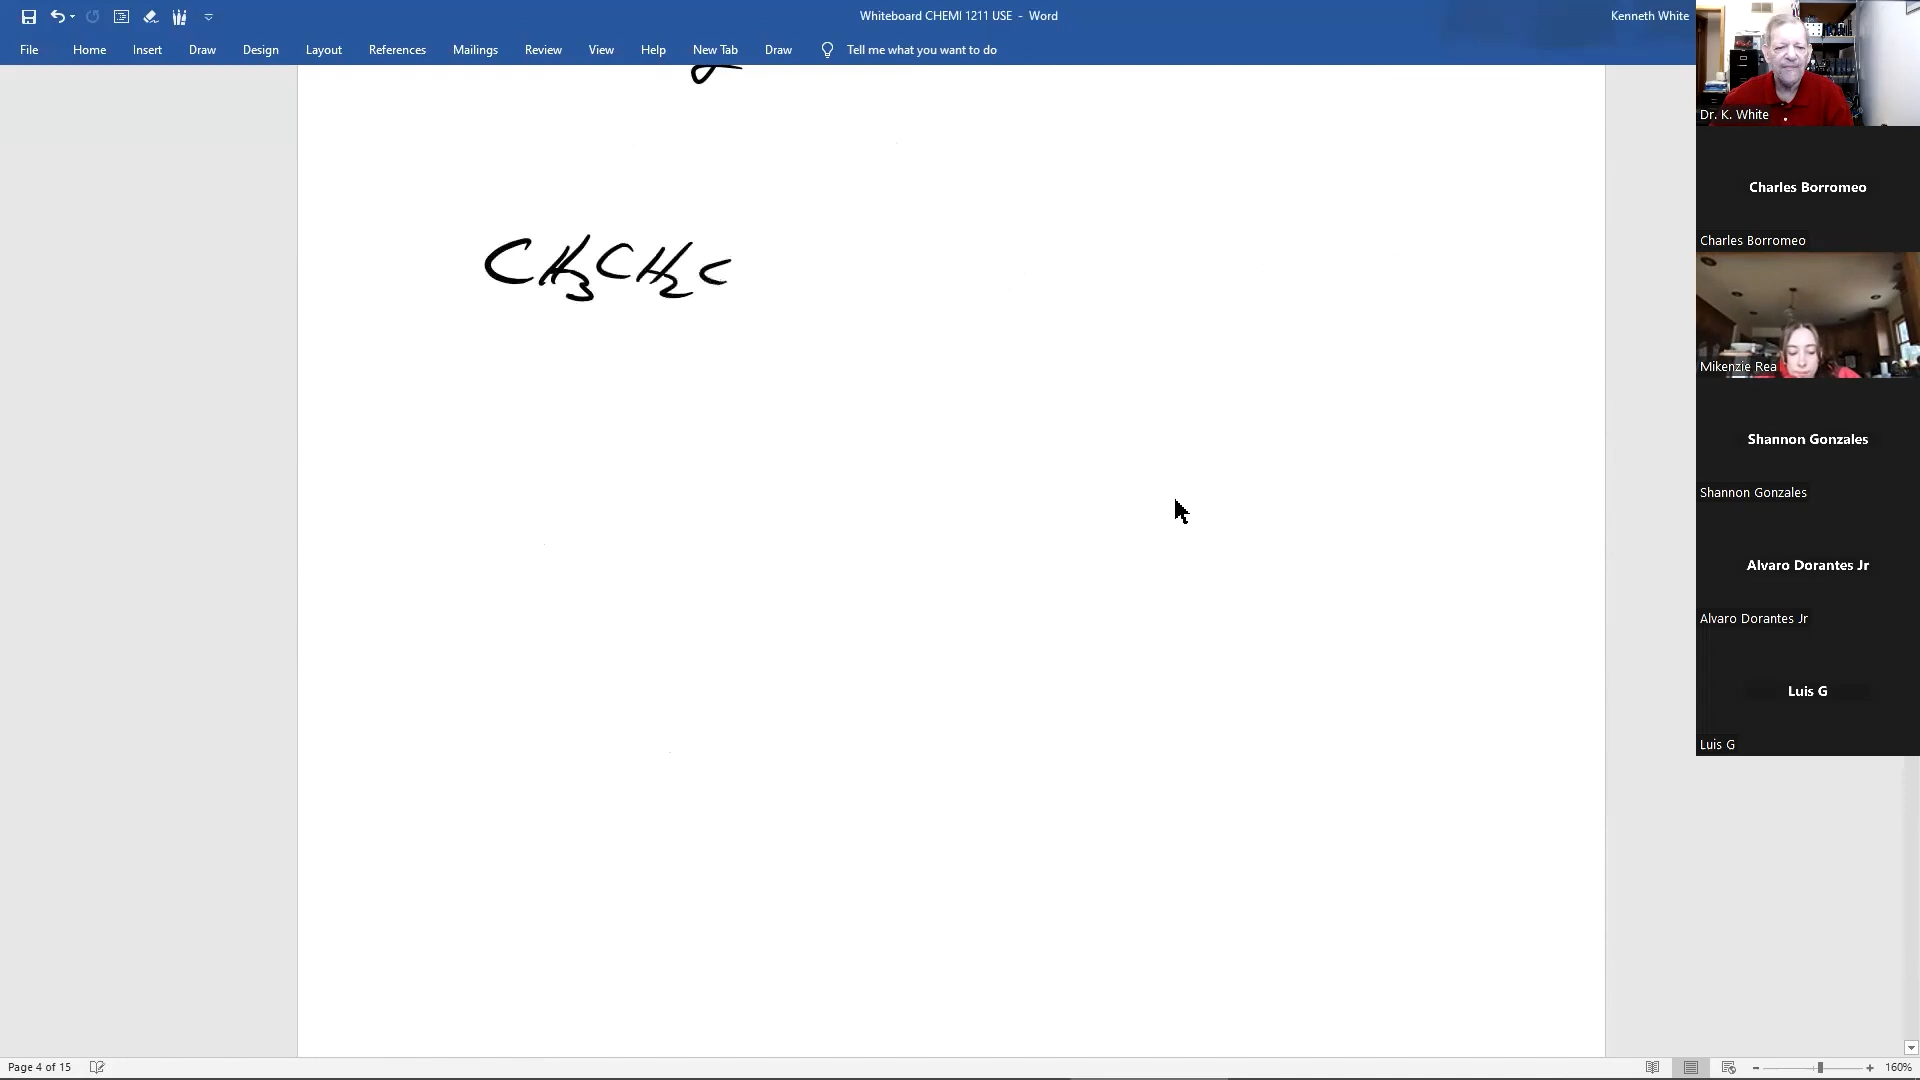 Whiteboard CHEMI 1211 USE - Word
Kenneth White
File Home Insert Draw Design Layout References Mailings Review View Help New Tab Draw Tell me what you want to do
Dr. K. White
Charles Borromeo
Charles Borromeo
Mikenzie Rea
Shannon Gonzales
Shannon Gonzales
Alvaro Dorantes Jr
Alvaro Dorantes Jr
Luis G
Luis G
CH3CH2C
Page 4 of 15
160%